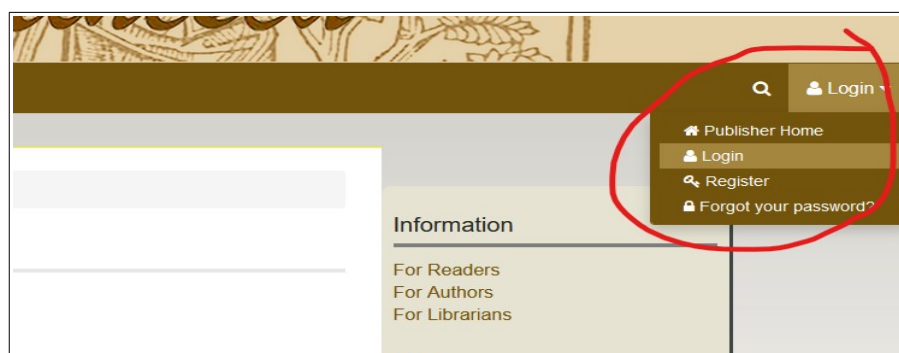 Login
Publisher Home
Login
Register
Forgot your password?
Information
For Readers
For Authors
For Librarians